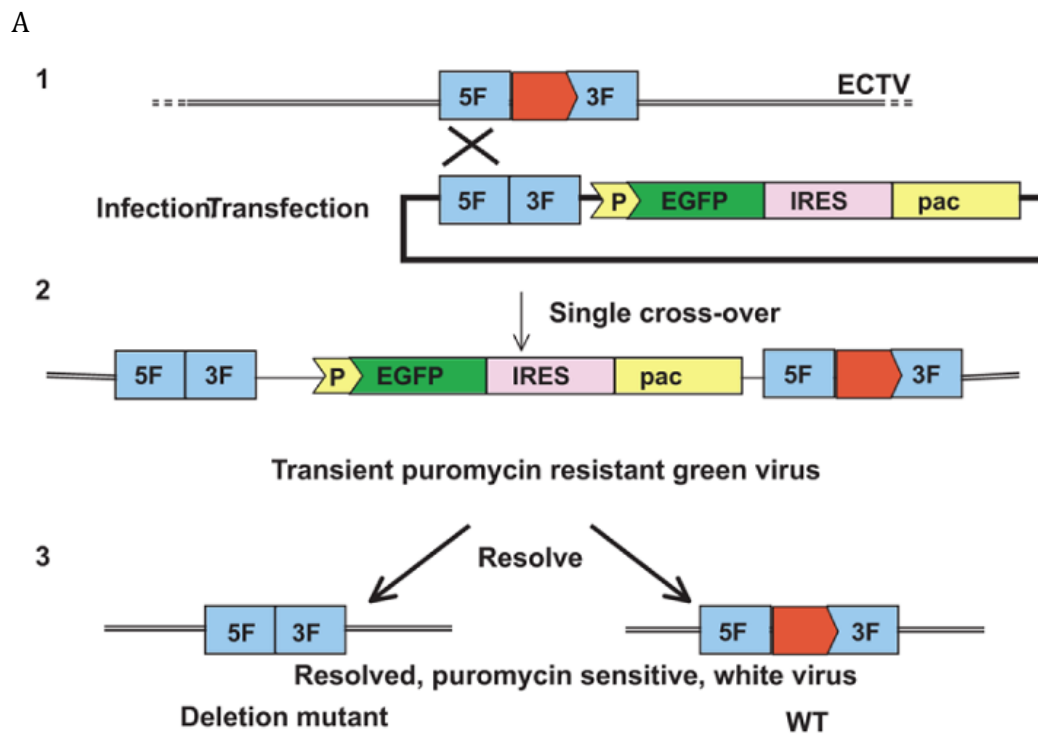 A
1
ECTV
5F 3F
InfectionTransfection
5F 3F P EGFP IRES pac
2
Single cross-over
5F 3F P EGFP IRES pac 5F 3F
Transient puromycin resistant green virus
3
Resolve
5F 3F 5F 3F
Resolved, puromycin sensitive, white virus
Deletion mutant
WT